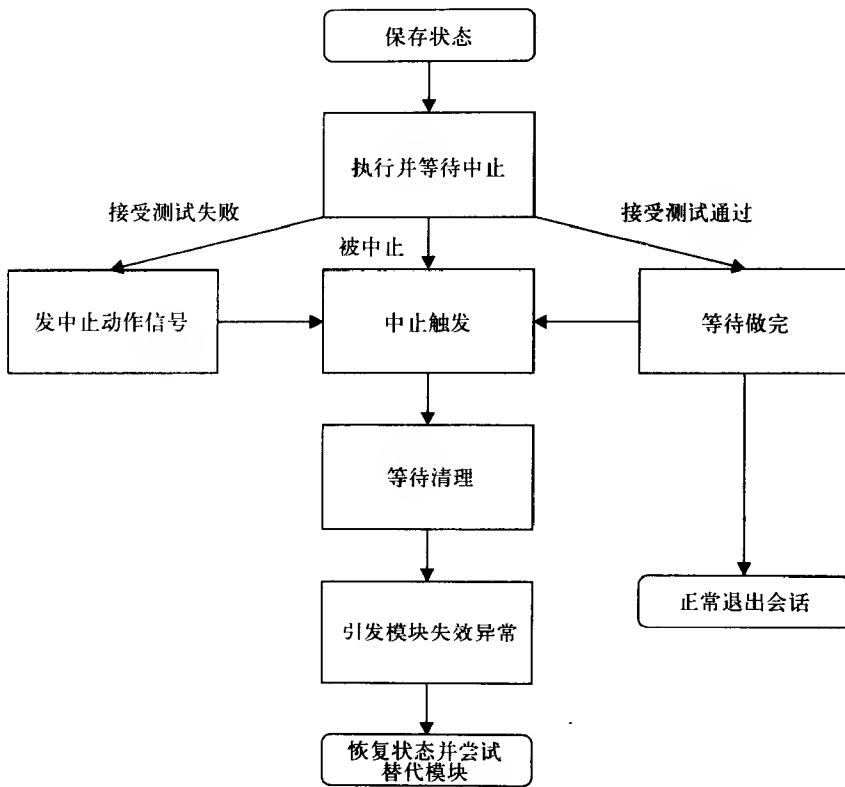 保存状态
执行并等待中止
接受测试失败
接受测试通过
被中止
发中止动作信号
中止触发
等待做完
等待清理
正常退出会话
引发模块失效异常
恢复状态并尝试
替代模块